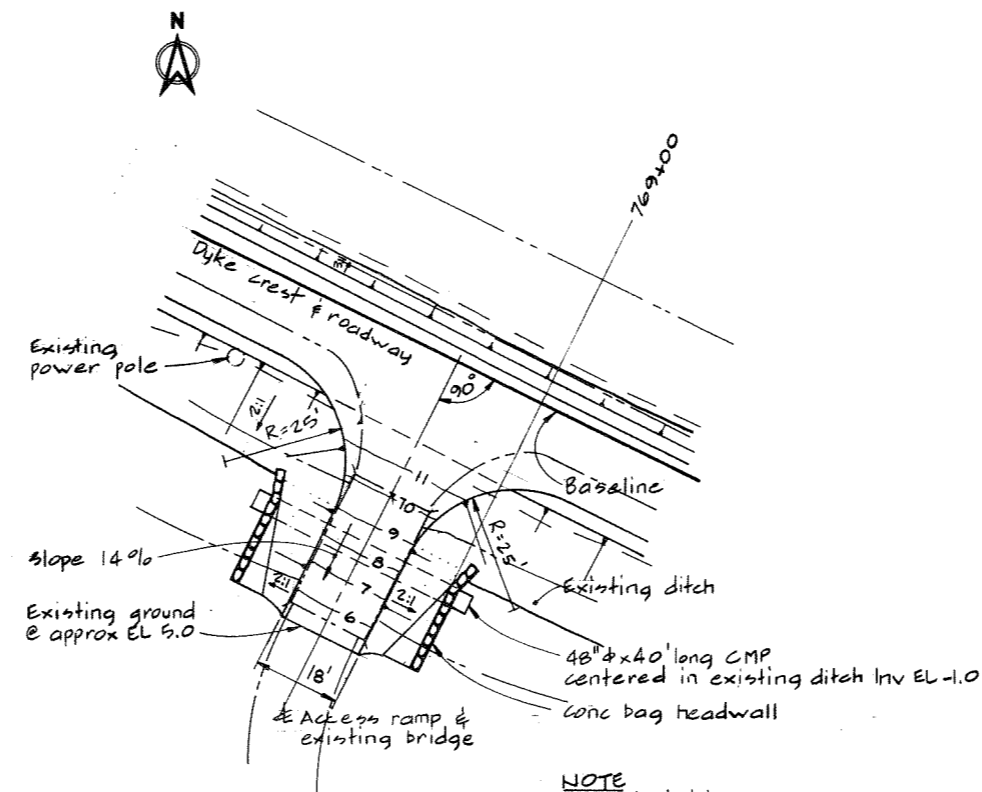 N
769+00
Dyke crest & roadway
Existing
power pole
2:1
R=25'
90°
Baseline
11
10
9
8
7
6
R=25'
Slope 14%
2:1
2:1
Existing ditch
Existing ground
@ approx EL 5.0
18'
48"ɸx40' long CMP
centered in existing ditch Inv EL -1.0
Conc bag headwall
℄ Access ramp &
existing bridge
NOTE